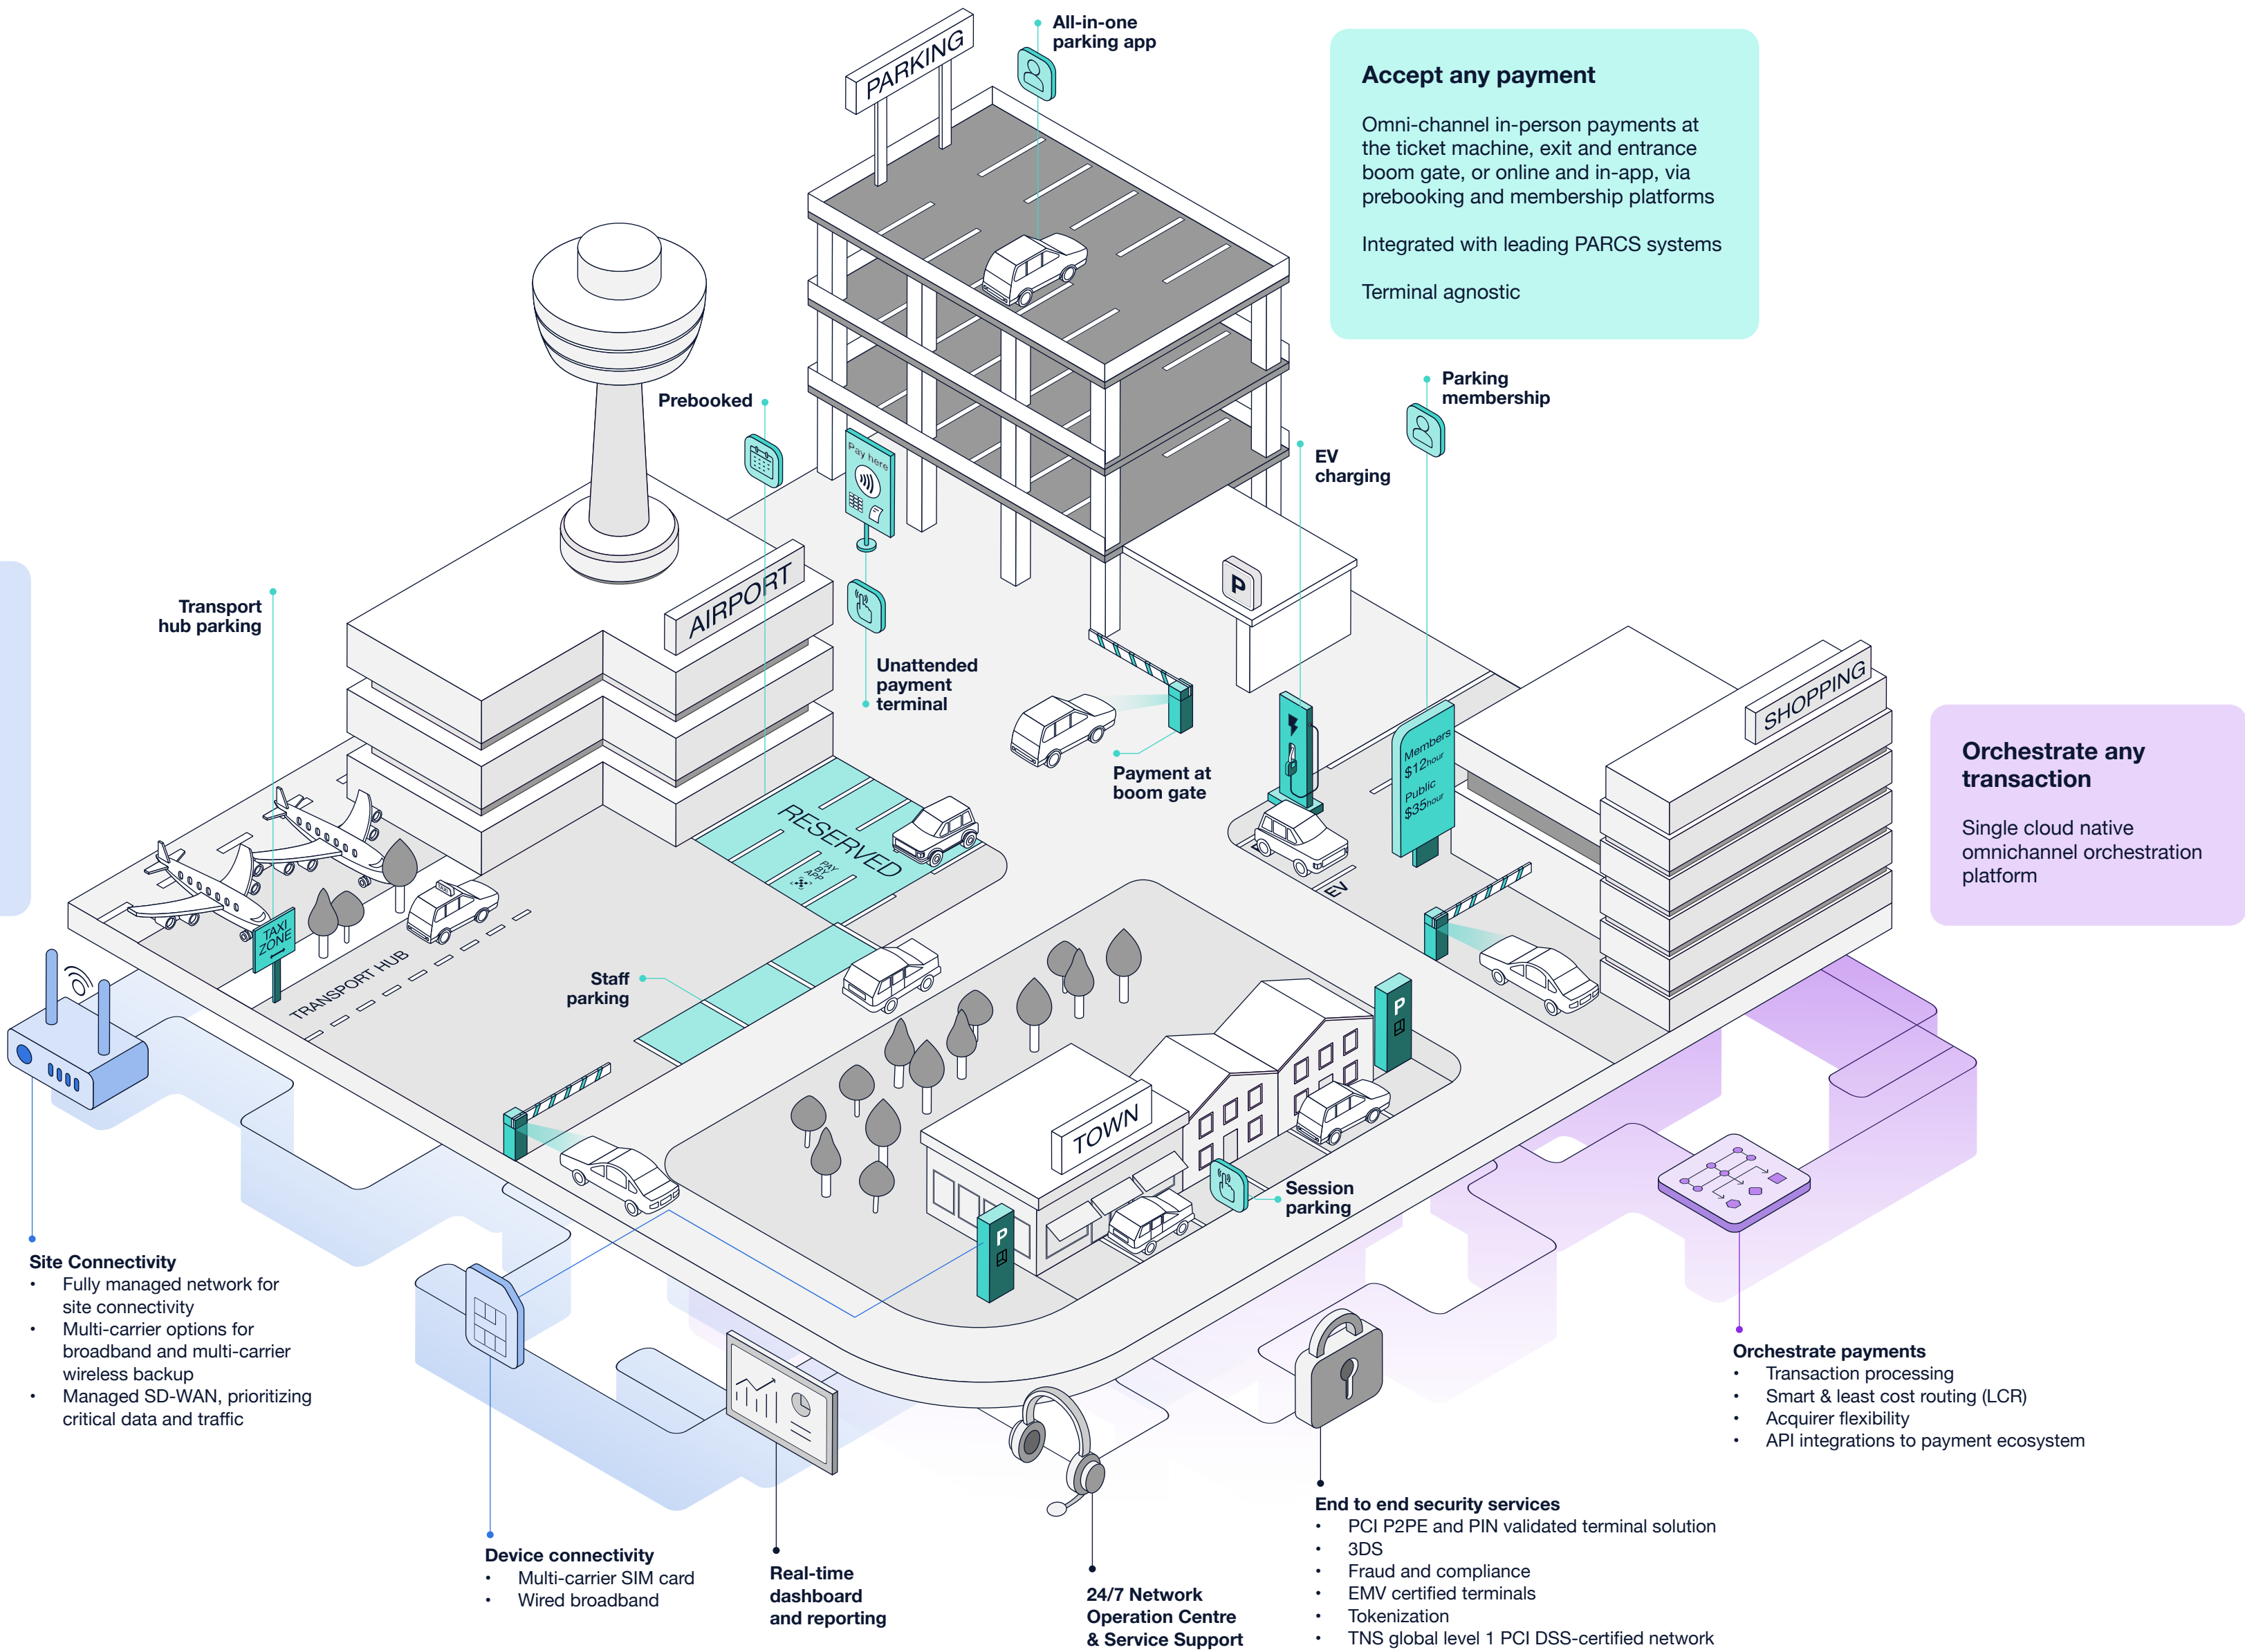 All-in-one
parking app
PARKING
Accept any payment
Omni-channel in-person payments at
the ticket machine, exit and entrance
boom gate, or online and in-app, via
prebooking and membership platforms
Integrated with leading PARCS systems
Terminal agnostic
Prebooked
Pay here
Parking
membership
EV
charging
P
AIRPORT
Transport
hub parking
Unattended
payment
terminal
SHOPPING
Members
$12hour
Public
$35hour
Payment at
boom gate
Orchestrate any
transaction
Single cloud native
omnichannel orchestration
platform
RESERVED
PAY
BY
APP
EV
TAXI
ZONE
TRANSPORT HUB
Staff
parking
P
TOWN
Session
parking
P
Site Connectivity
• Fully managed network for
site connectivity
• Multi-carrier options for
broadband and multi-carrier
wireless backup
• Managed SD-WAN, prioritizing
critical data and traffic
Device connectivity
• Multi-carrier SIM card
• Wired broadband
Real-time
dashboard
and reporting
24/7 Network
Operation Centre
& Service Support
End to end security services
• PCI P2PE and PIN validated terminal solution
• 3DS
• Fraud and compliance
• EMV certified terminals
• Tokenization
• TNS global level 1 PCI DSS-certified network
Orchestrate payments
• Transaction processing
• Smart & least cost routing (LCR)
• Acquirer flexibility
• API integrations to payment ecosystem